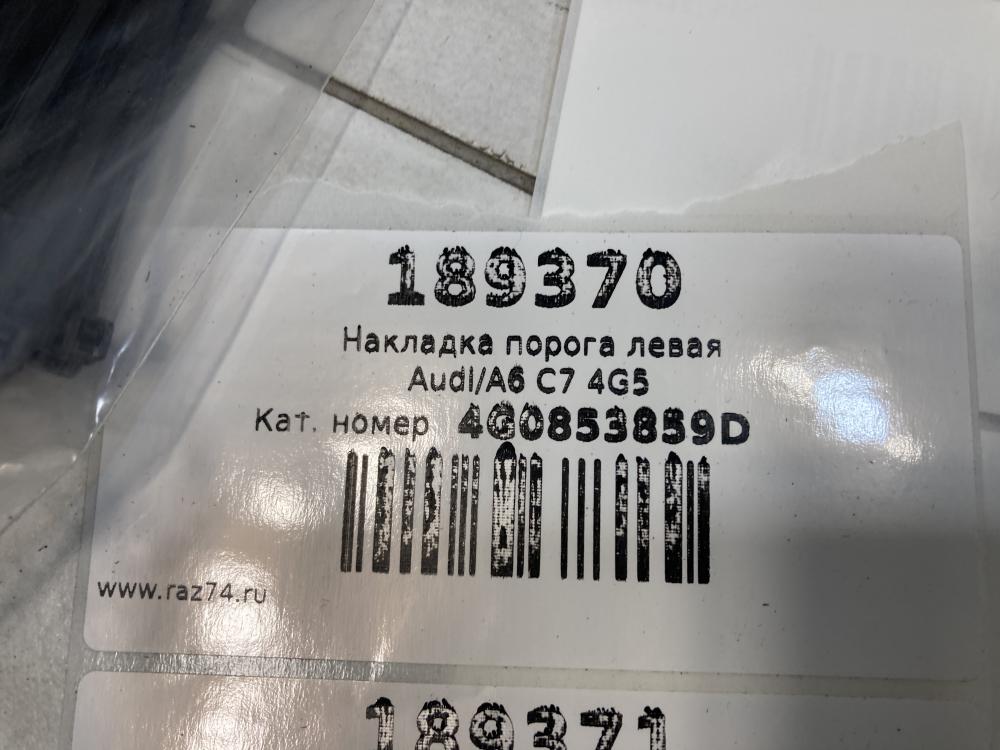 189370
Накладка порога левая
Audi/A6 C7 4G5
Кат. номер 4G0853859D
www.raz74.ru
189371